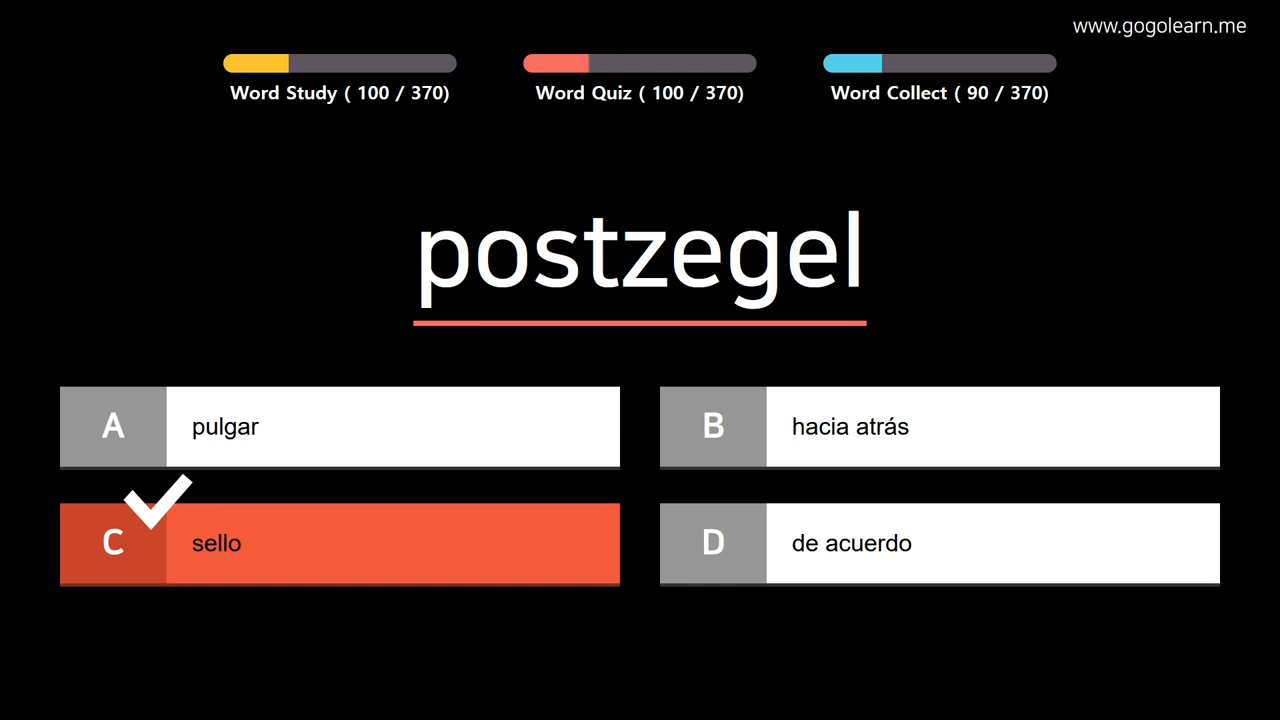 www.gogolearn.me
Word Study ( 100 / 370)
Word Quiz ( 100 / 370)
Word Collect ( 90 / 370)
postzegel
A pulgar
B hacia atrás
C sello
D de acuerdo